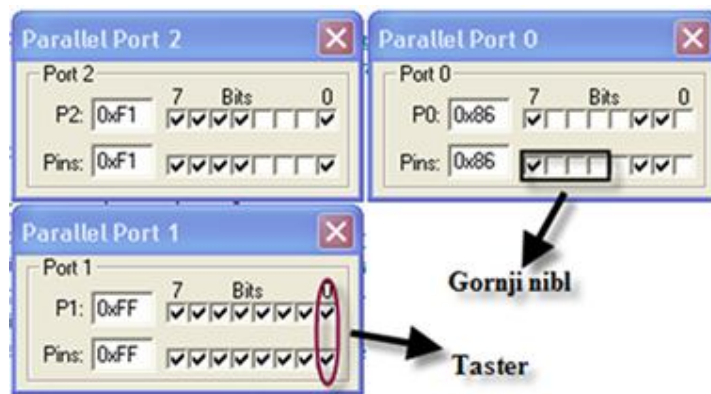 Parallel Port 2
Port 2
7 Bits 0
P2: 0xF1
Pins: 0xF1
Parallel Port 0
Port 0
7 Bits 0
P0: 0x86
Pins: 0x86
Gornji nibl
Parallel Port 1
Port 1
7 Bits 0
P1: 0xFF
Pins: 0xFF
Taster